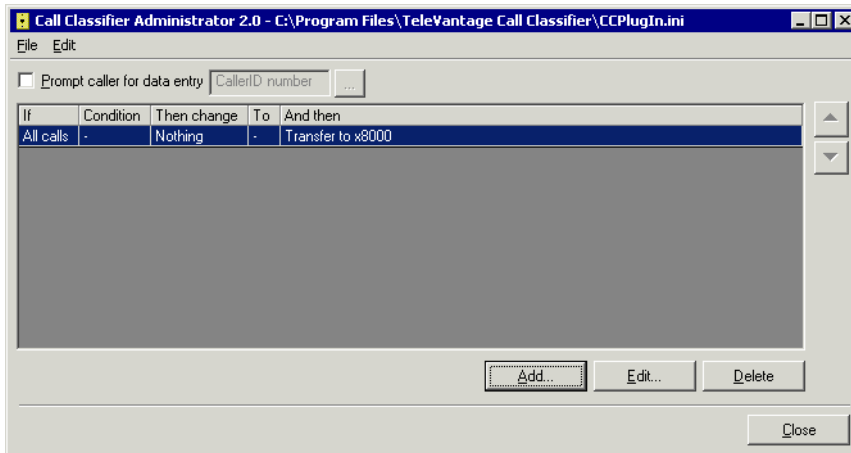 Call Classifier Administrator 2.0 - C:\Program Files\TeleVantage Call Classifier\CCPlugIn.ini
File Edit
Prompt caller for data entry CallerID number ...
If Condition Then change To And then
All calls - Nothing - Transfer to x8000
Add... Edit... Delete
Close